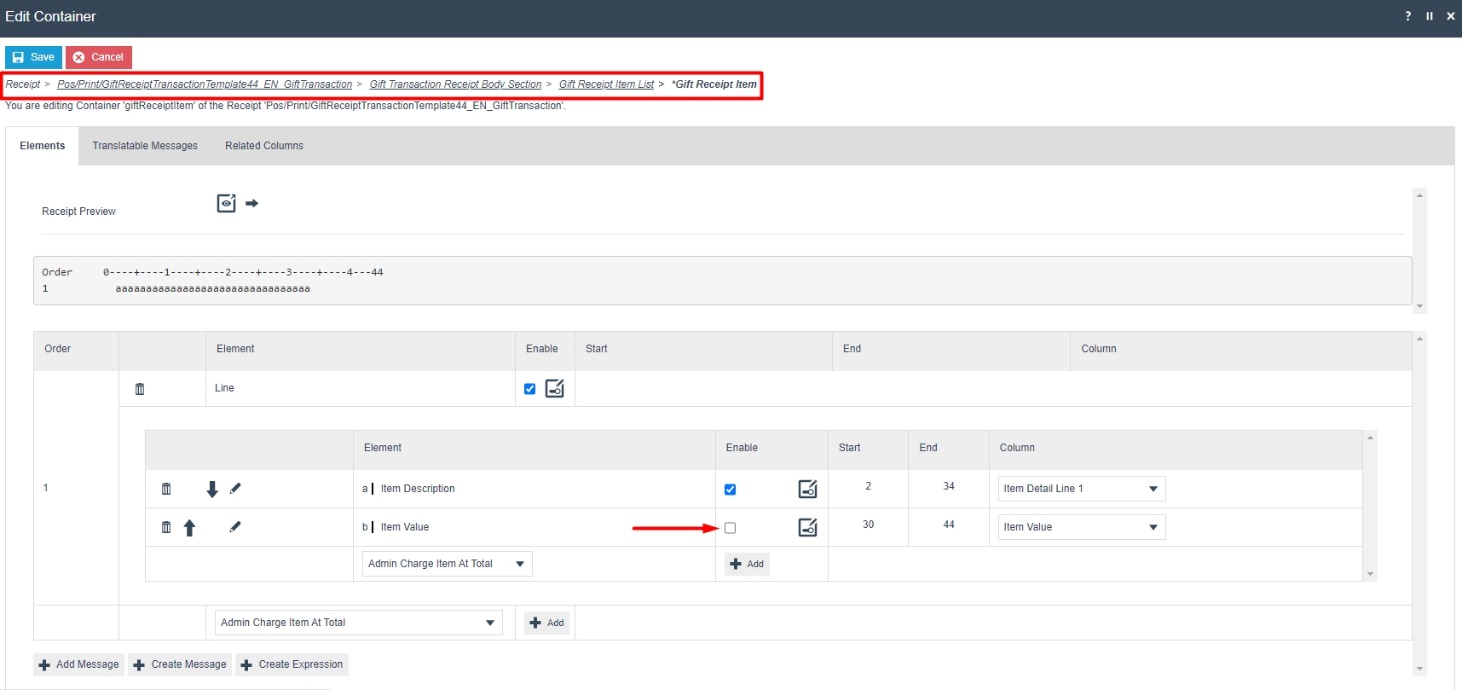 Edit Container
? II ×
Save Cancel
Receipt > Pos/Print/GiftReceiptTransactionTemplate44_EN_GiftTransaction > Gift Transaction Receipt Body Section > Gift Receipt Item List > *Gift Receipt Item
You are editing Container 'giftReceiptItem' of the Receipt 'Pos/Print/GiftReceiptTransactionTemplate44_EN_GiftTransaction'.
Elements Translatable Messages Related Columns
Receipt Preview
Order 0----+----1----+----2----+----3----+----4---44
1 aaaaaaaaaaaaaaaaaaaaaaaaaaaaaaaaa
Order Element Enable Start End Column
Line
Element Enable Start End Column
1
a | Item Description 2 34 Item Detail Line 1
b | Item Value 30 44 Item Value
Admin Charge Item At Total + Add
Admin Charge Item At Total + Add
+ Add Message + Create Message + Create Expression